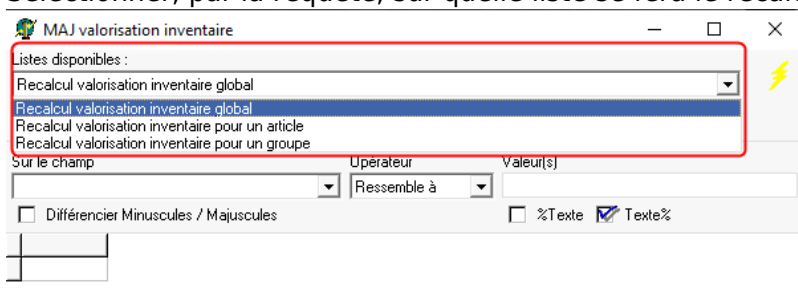 Sélectionner, par la requête, sur quelle liste se fera le recalc
MAJ valorisation inventaire
Listes disponibles :
Recalcul valorisation inventaire global
Recalcul valorisation inventaire global
Recalcul valorisation inventaire pour un article
Recalcul valorisation inventaire pour un groupe
Sur le champ Opérateur Valeur(s)
Ressemble à
Différencier Minuscules / Majuscules %Texte Texte%